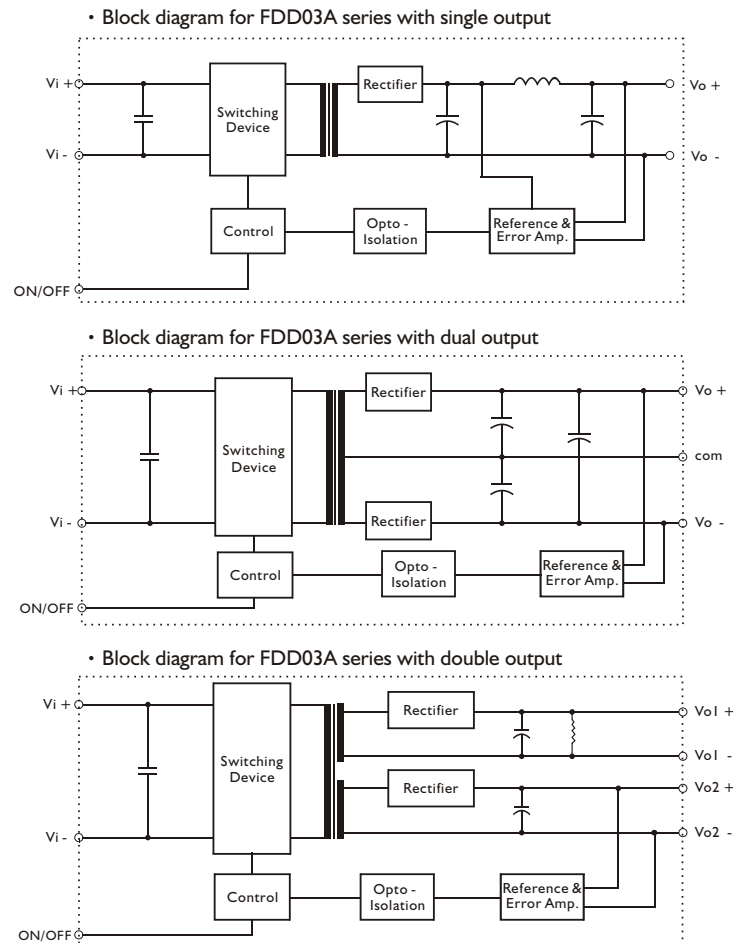 • Block diagram for FDD03A series with single output
Vi +
Switching
Device
Rectifier
Vo +
Vi -
Vo -
Control
Opto -
Isolation
Reference &
Error Amp.
ON/OFF
• Block diagram for FDD03A series with dual output
Vi +
Rectifier
Vo +
Switching
Device
com
Vi -
Rectifier
Vo -
Control
Opto -
Isolation
Reference &
Error Amp.
ON/OFF
• Block diagram for FDD03A series with double output
Vi +
Rectifier
Vo1 +
Switching
Device
Vo1 -
Rectifier
Vo2 +
Vi -
Vo2 -
Control
Opto -
Isolation
Reference &
Error Amp.
ON/OFF